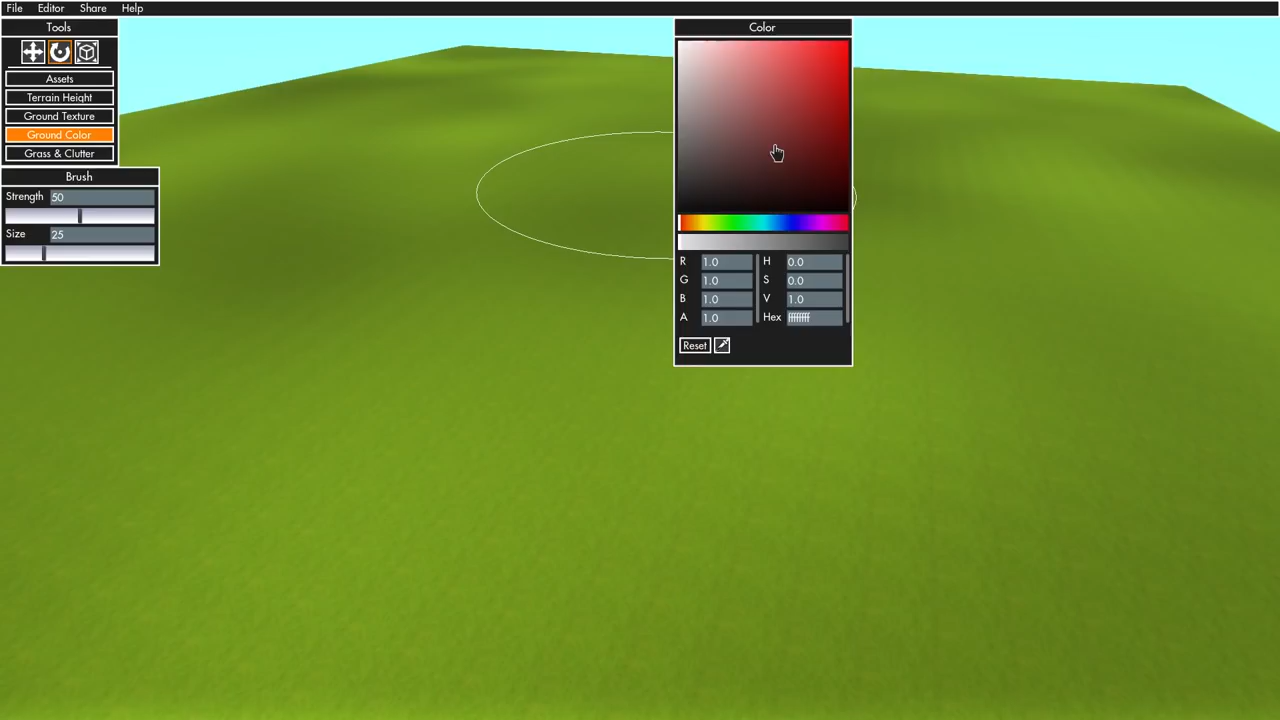 File Editor Share Help
Tools
Assets
Terrain Height
Ground Texture
Ground Color
Grass & Clutter
Brush
Strength 50
Size 25
Color
R 1.0 H 0.0
G 1.0 S 0.0
B 1.0 V 1.0
A 1.0 Hex ffffffff
Reset